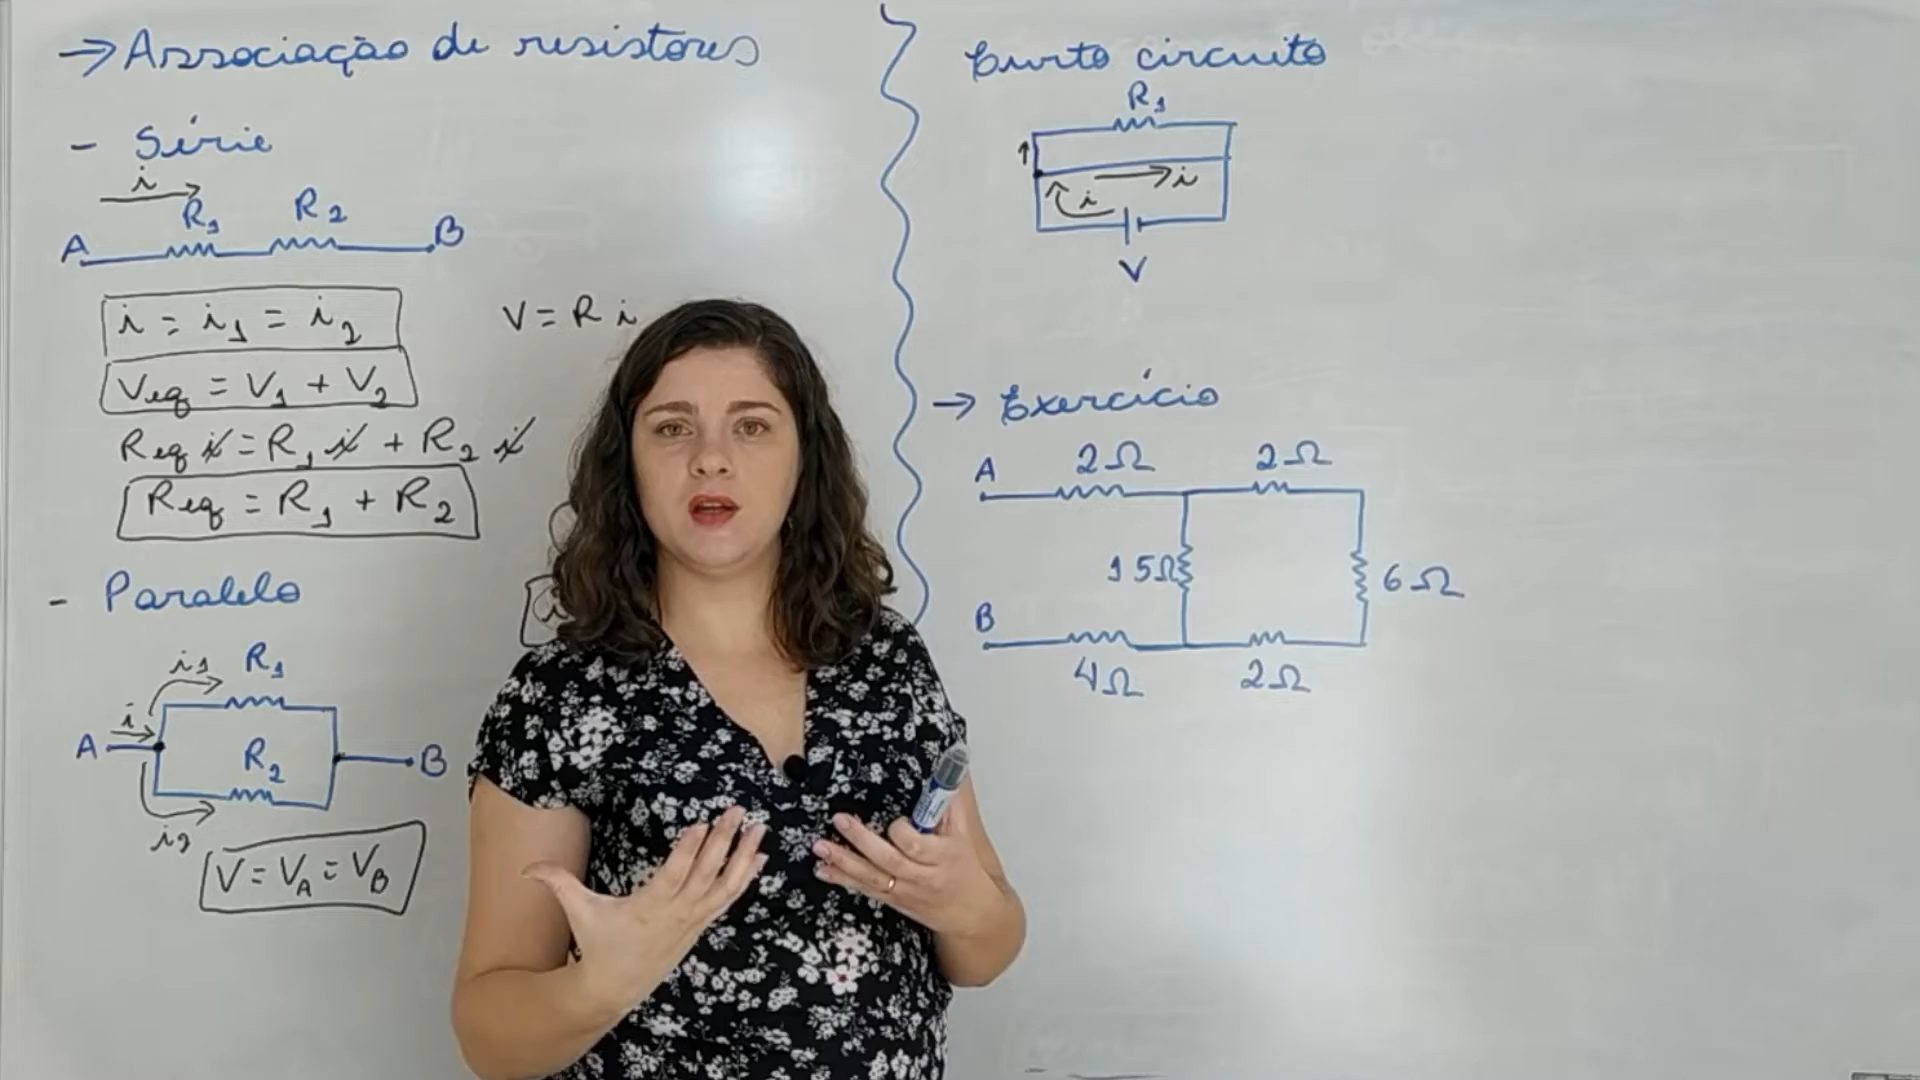 → Associação de resistores
- Série
i
R1 R2
A B
i = i1 = i2
Veq = V1 + V2
Req i = R1 i + R2 i
Req = R1 + R2
V = R i
- Paralelo
i1 R1
i
A R2 B
i2
V = VA = VB
Curto circuito
R1
i
i
V
→ Exercício
A 2Ω 2Ω
15Ω 6Ω
B
4Ω 2Ω